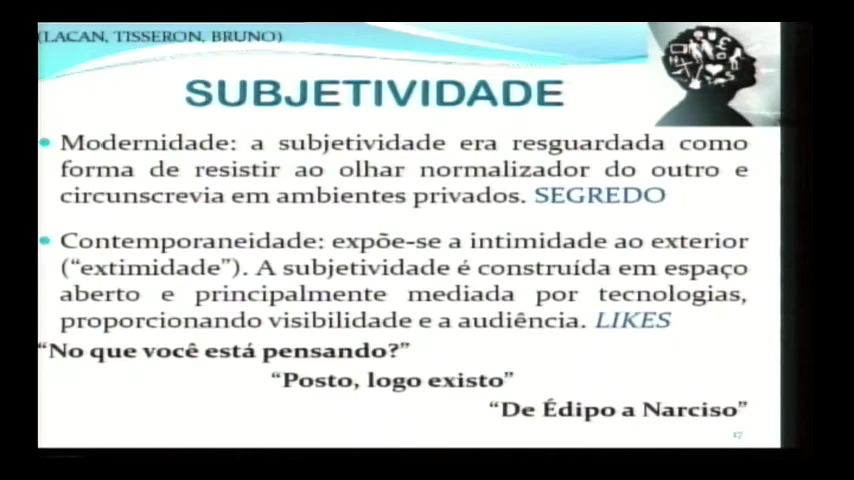 (LACAN, TISSERON, BRUNO)
SUBJETIVIDADE
• Modernidade: a subjetividade era resguardada como
forma de resistir ao olhar normalizador do outro e
circunscrevia em ambientes privados. SEGREDO
• Contemporaneidade: expõe-se a intimidade ao exterior
(“extimidade”). A subjetividade é construída em espaço
aberto e principalmente mediada por tecnologias,
proporcionando visibilidade e a audiência. LIKES
“No que você está pensando?”
“Posto, logo existo”
“De Édipo a Narciso”
17